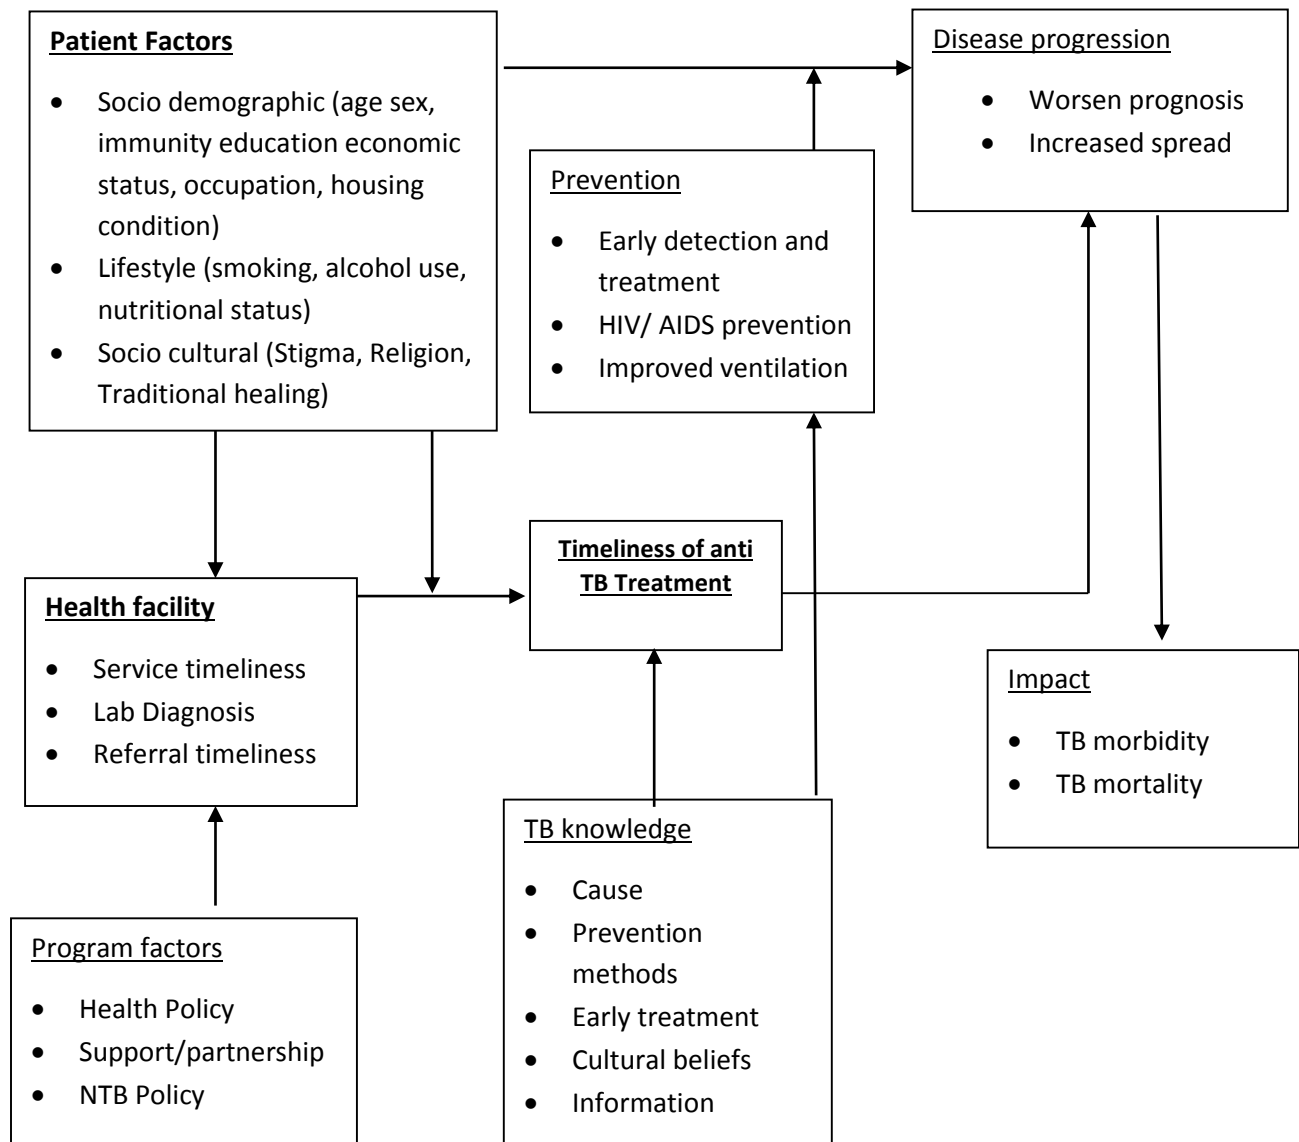 Patient Factors
• Socio demographic (age sex,
immunity education economic
status, occupation, housing
condition)
• Lifestyle (smoking, alcohol use,
nutritional status)
• Socio cultural (Stigma, Religion,
Traditional healing)
Disease progression
• Worsen prognosis
• Increased spread
Prevention
• Early detection and
treatment
• HIV/ AIDS prevention
• Improved ventilation
Timeliness of anti
TB Treatment
Health facility
• Service timeliness
• Lab Diagnosis
• Referral timeliness
Impact
• TB morbidity
• TB mortality
TB knowledge
• Cause
• Prevention
methods
• Early treatment
• Cultural beliefs
• Information
Program factors
• Health Policy
• Support/partnership
• NTB Policy